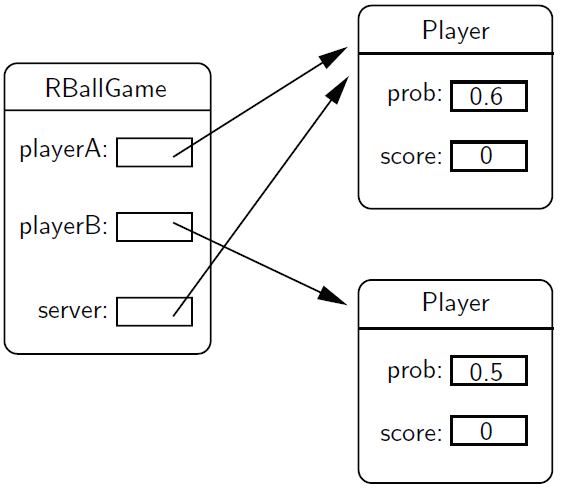 RBallGame
playerA:
playerB:
server:
Player
prob: 0.6
score: 0
Player
prob: 0.5
score: 0